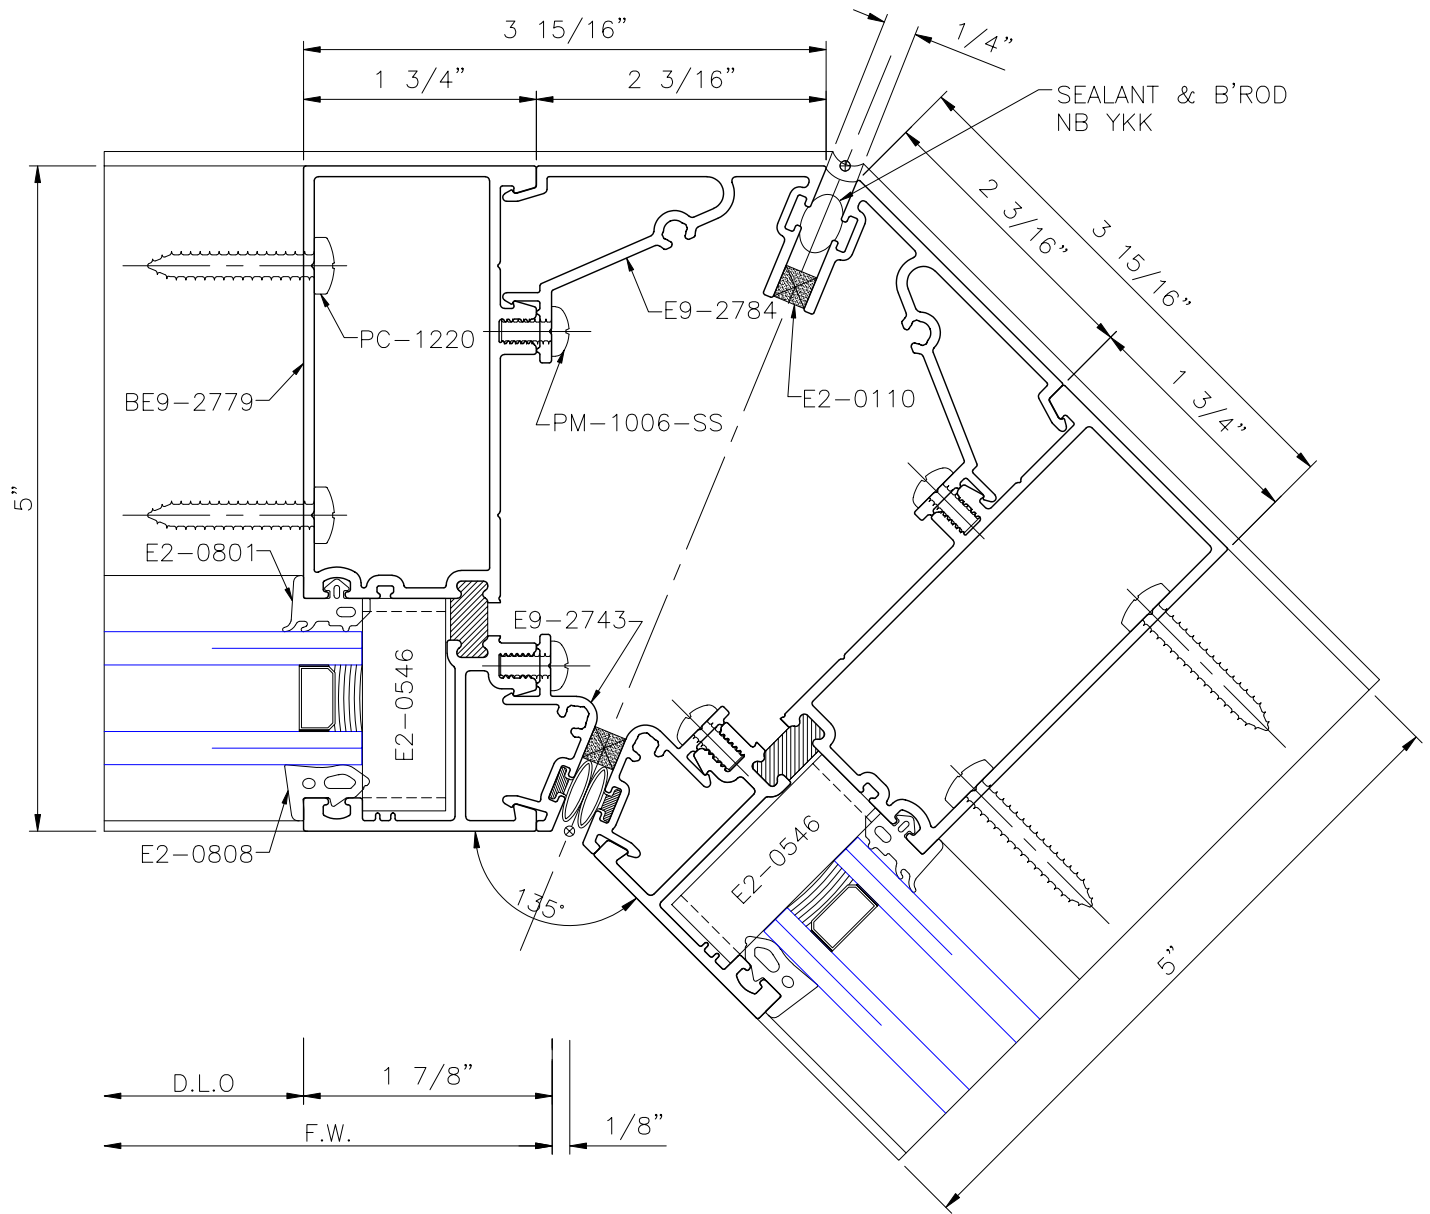 3 15/16”
1 3/4”
2 3/16”
1/4”
SEALANT & B'ROD
NB YKK
2 3/16”
3 15/16”
1 3/4”
E9-2784
PC-1220
BE9-2779
PM-1006-SS
E2-0110
5”
E2-0801
E9-2743
E2-0546
E2-0808
E2-0546
135°
5”
D.L.O
1 7/8”
F.W.
1/8”